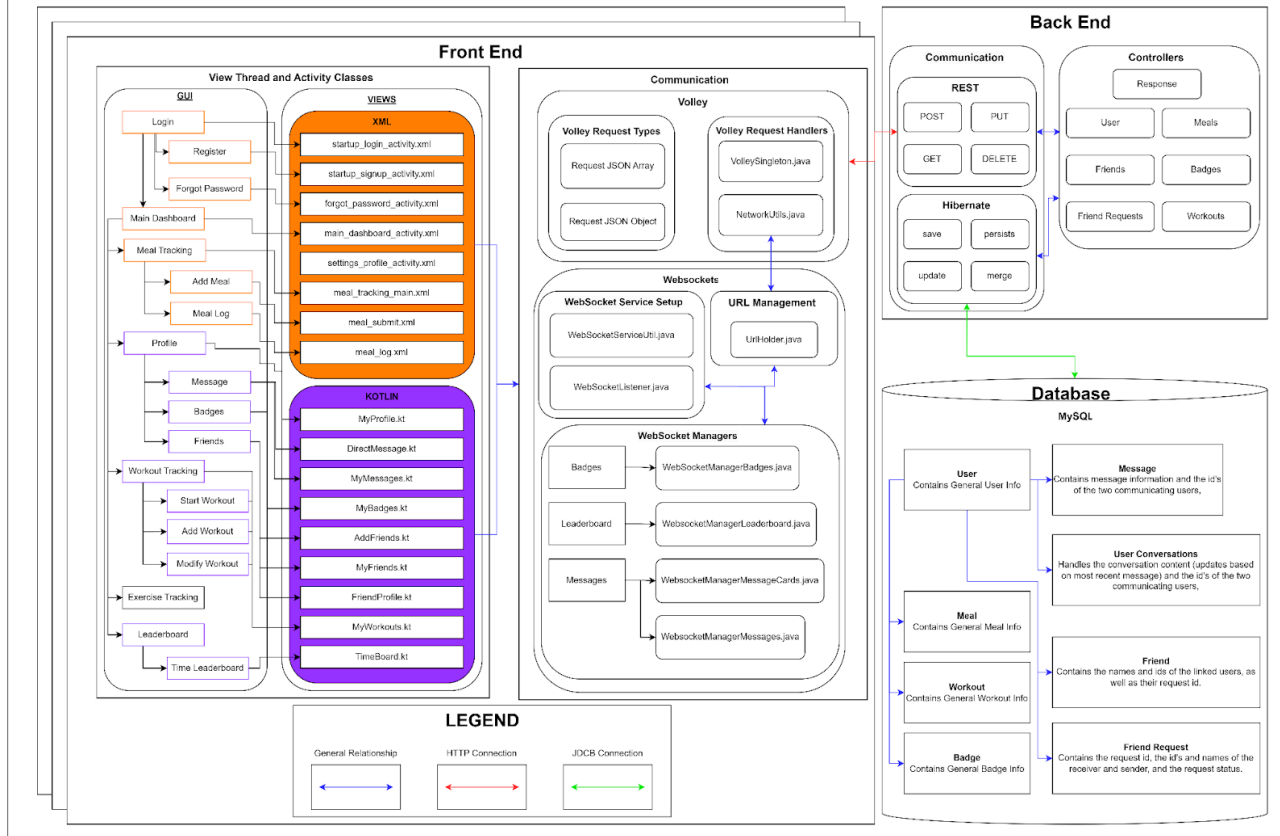 Front End
View Thread and Activity Classes
GUI
Login
Register
Forgot Password
Main Dashboard
Meal Tracking
Add Meal
Meal Log
Profile
Message
Badges
Friends
Workout Tracking
Start Workout
Add Workout
Modify Workout
Exercise Tracking
Leaderboard
Time Leaderboard
VIEWS
XML
startup_login_activity.xml
startup_signup_activity.xml
forgot_password_activity.xml
main_dashboard_activity.xml
settings_profile_activity.xml
meal_tracking_main.xml
meal_submit.xml
meal_log.xml
KOTLIN
MyProfile.kt
DirectMessage.kt
MyMessages.kt
MyBadges.kt
AddFriends.kt
MyFriends.kt
FriendProfile.kt
MyWorkouts.kt
TimeBoard.kt
Communication
Volley
Volley Request Types
Request JSON Array
Request JSON Object
Volley Request Handlers
VolleySingleton.java
NetworkUtils.java
Websockets
WebSocket Service Setup
WebSocketServiceUtil.java
WebSocketListener.java
URL Management
UrlHolder.java
WebSocket Managers
Badges
WebSocketManagerBadges.java
Leaderboard
WebsocketManagerLeaderboard.java
Messages
WebsocketManagerMessageCards.java
WebsocketManagerMessages.java
LEGEND
General Relationship
HTTP Connection
JDCB Connection
Back End
Communication
REST
POST
PUT
GET
DELETE
Hibernate
save
persists
update
merge
Controllers
Response
User
Meals
Friends
Badges
Friend Requests
Workouts
Database
MySQL
User
Contains General User Info
Meal
Contains General Meal Info
Workout
Contains General Workout Info
Badge
Contains General Badge Info
Message
Contains message information and the id's
of the two communicating users,
User Conversations
Handles the conversation content (updates based
on most recent message) and the id's of the two
communicating users,
Friend
Contains the names and ids of the linked users, as
well as their request id.
Friend Request
Contains the request id, the id's and names of the
receiver and sender, and the request status.